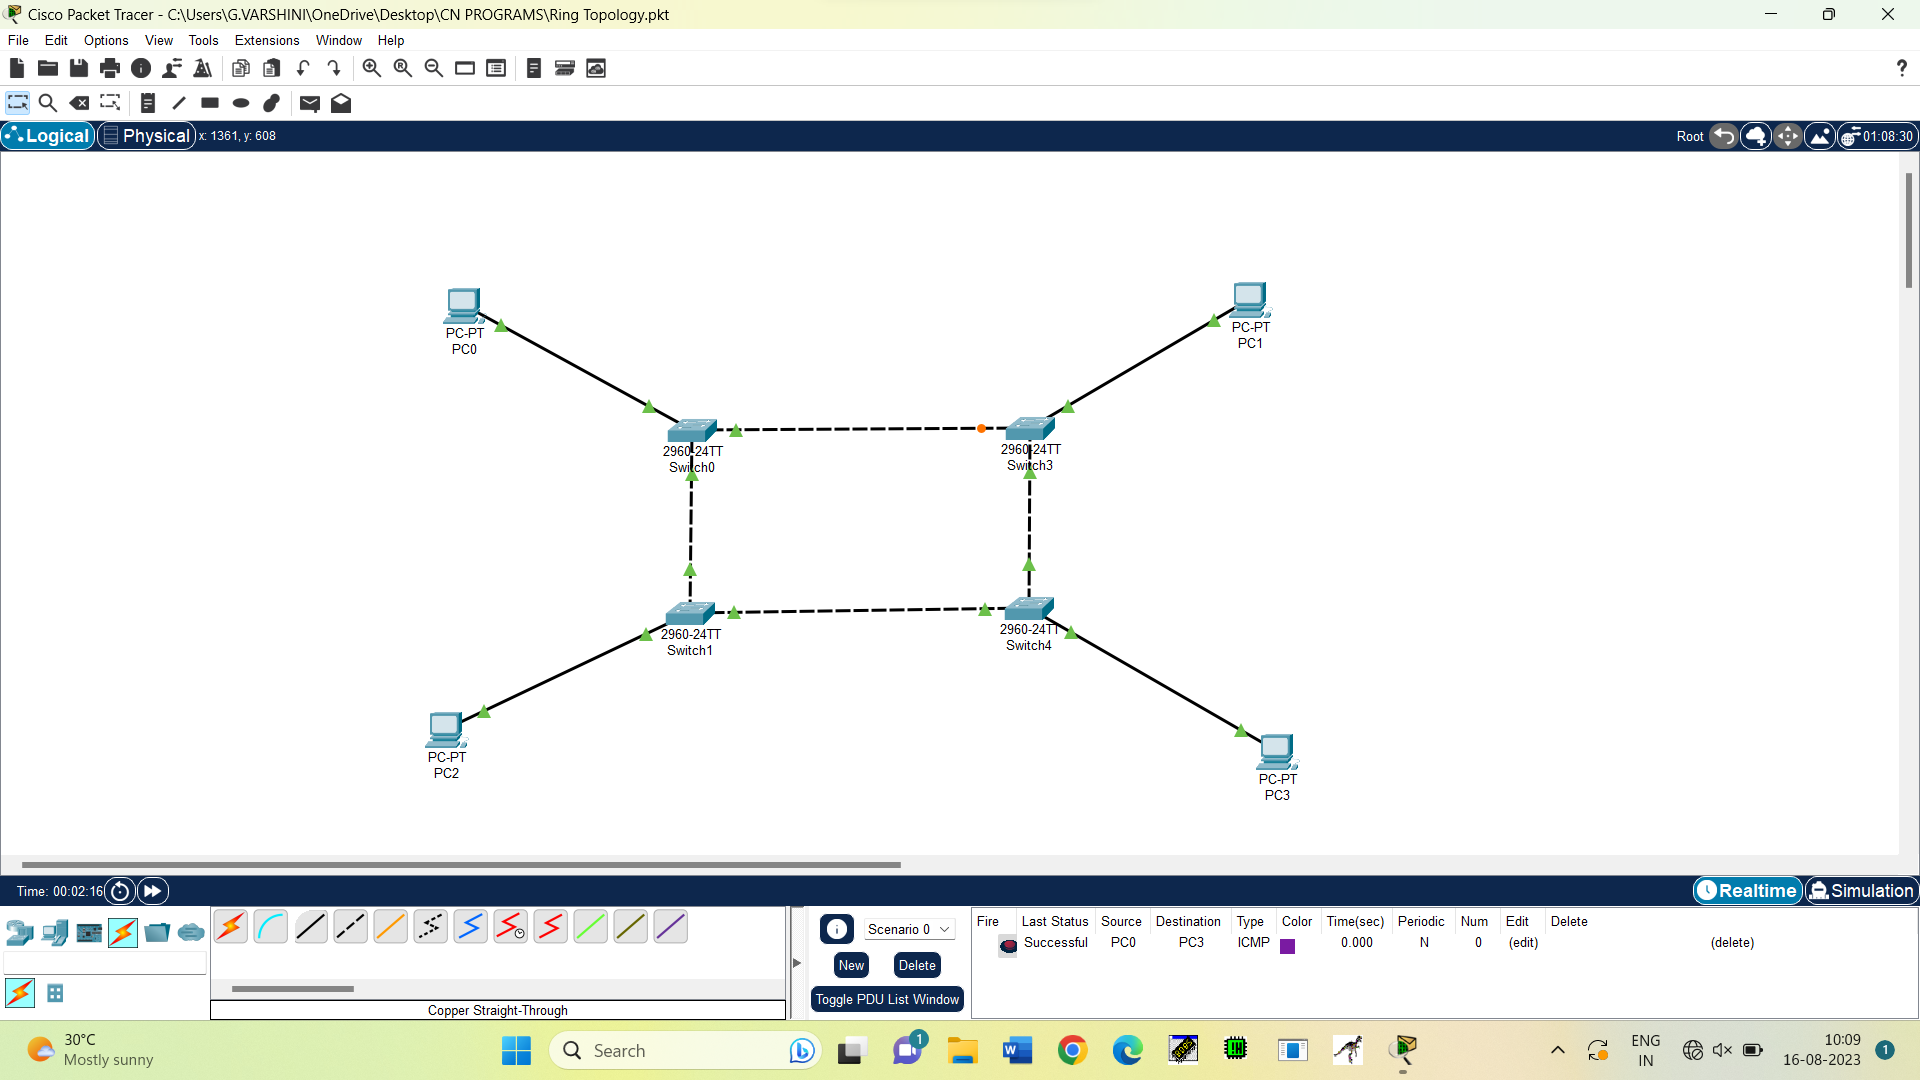 Cisco Packet Tracer - C:\Users\G.VARSHINI\OneDrive\Desktop\CN PROGRAMS\Ring Topology.pkt
File Edit Options View Tools Extensions Window Help
?
Logical Physical x: 1361, y: 608 Root 01:08:30
PC-PT
PC0
PC-PT
PC1
2960-24TT
Switch0
2960-24TT
Switch3
2960-24TT
Switch1
2960-24TT
Switch4
PC-PT
PC2
PC-PT
PC3
Time: 00:02:16 Realtime Simulation
Scenario 0
New Delete
Toggle PDU List Window
Copper Straight-Through
Fire Last Status Source Destination Type Color Time(sec) Periodic Num Edit Delete
Successful PC0 PC3 ICMP 0.000 N 0 (edit) (delete)
30°C
Mostly sunny
Search
1
ENG
IN
10:09
16-08-2023
1